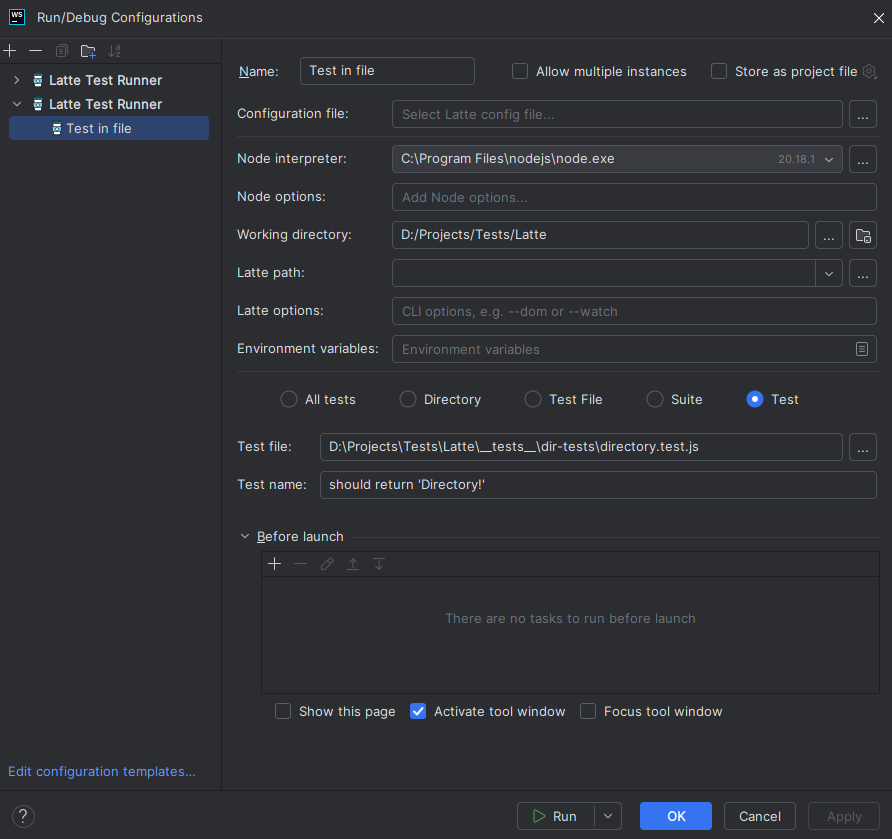 WS
Run/Debug Configurations
Latte Test Runner
Latte Test Runner
Test in file
Edit configuration templates...
Name:
Test in file
Allow multiple instances
Store as project file
Configuration file:
Select Latte config file...
...
Node interpreter:
C:\Program Files\nodejs\node.exe
20.18.1
...
Node options:
Add Node options...
Working directory:
D:/Projects/Tests/Latte
...
Latte path:
...
Latte options:
CLI options, e.g. --dom or --watch
Environment variables:
Environment variables
All tests
Directory
Test File
Suite
Test
Test file:
D:\Projects\Tests\Latte\__tests__\dir-tests\directory.test.js
...
Test name:
should return 'Directory!'
Before launch
There are no tasks to run before launch
Show this page
Activate tool window
Focus tool window
?
Run
OK
Cancel
Apply